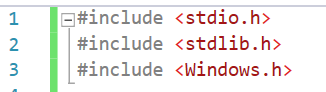 1 #include <stdio.h>
2 #include <stdlib.h>
3 #include <Windows.h>